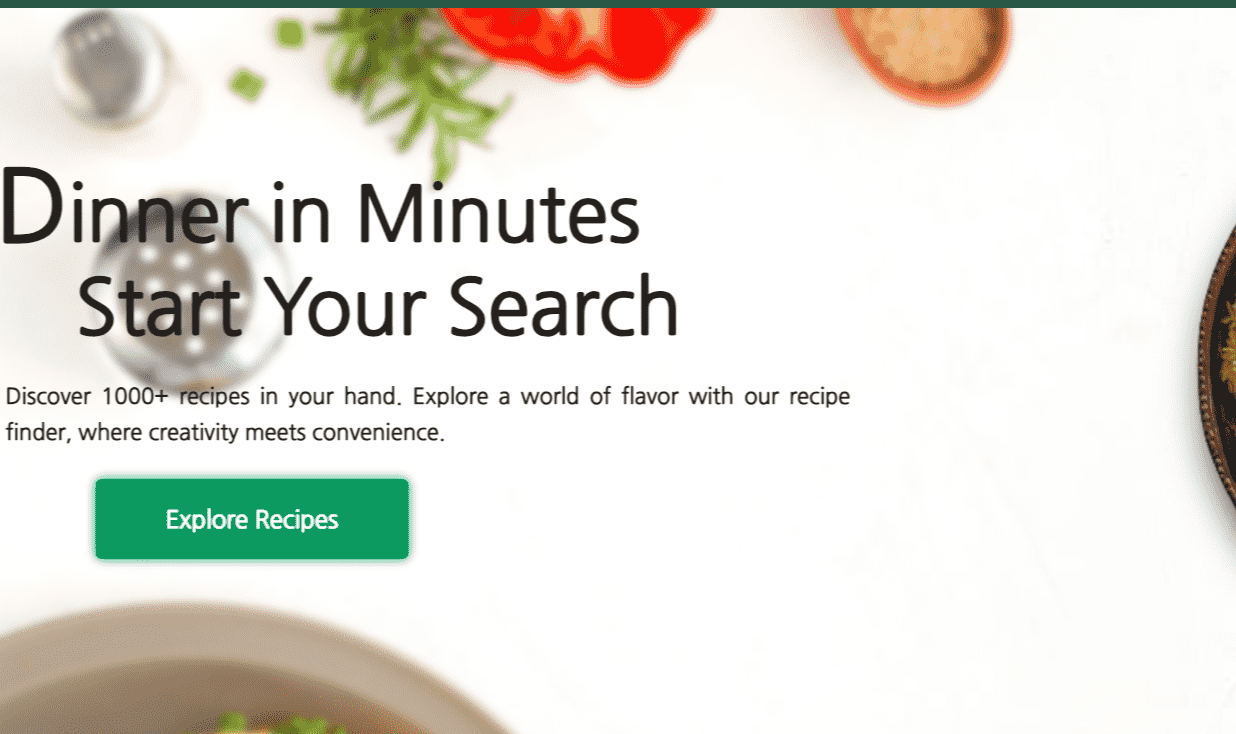 Dinner in Minutes
Start Your Search
Discover 1000+ recipes in your hand. Explore a world of flavor with our recipe
finder, where creativity meets convenience.
Explore Recipes